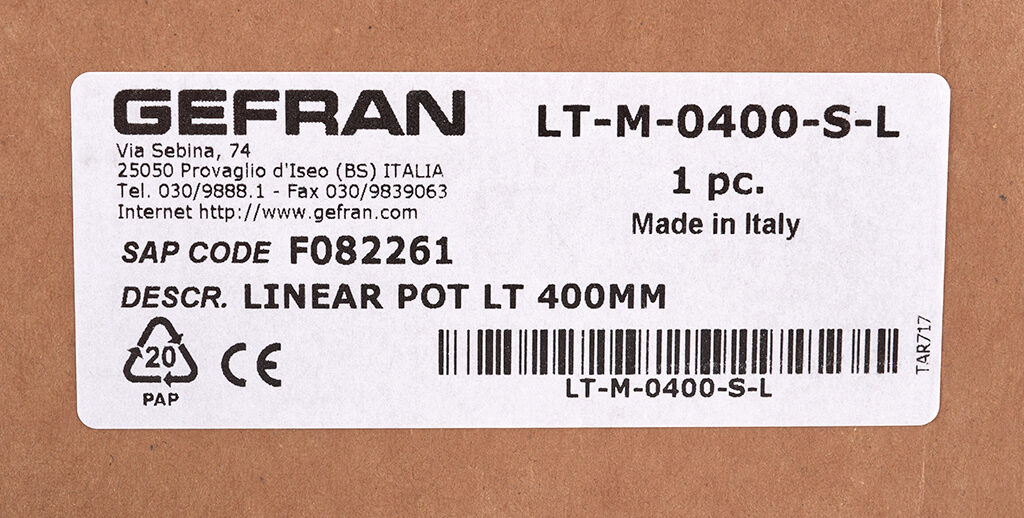 GEFRAN
Via Sebina, 74
25050 Provaglio d'Iseo (BS) ITALIA
Tel. 030/9888.1 - Fax 030/9839063
Internet http://www.gefran.com
LT-M-0400-S-L
1 pc.
Made in Italy
SAP CODE F082261
DESCR. LINEAR POT LT 400MM
20
PAP
CE
LT-M-0400-S-L
TAR717